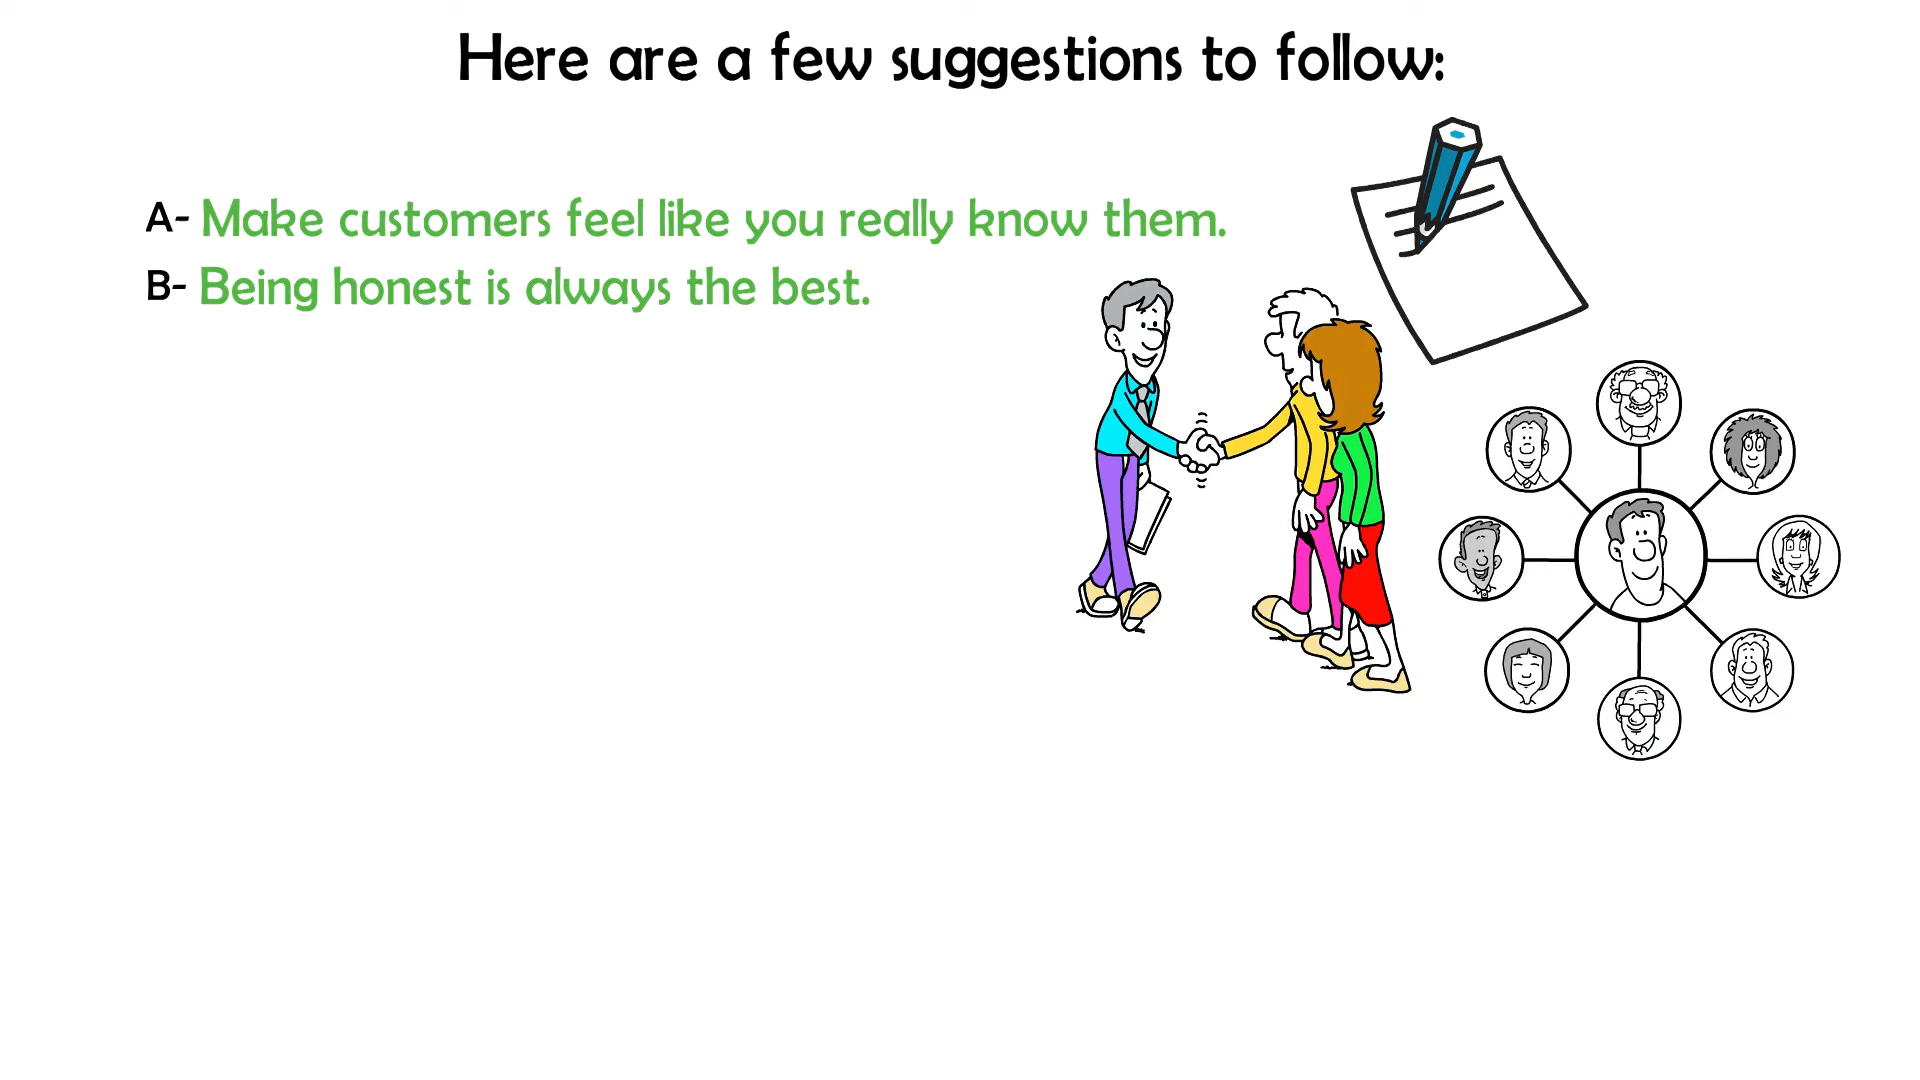 Here are a few suggestions to follow:
A- Make customers feel like you really know them.
B- Being honest is always the best.